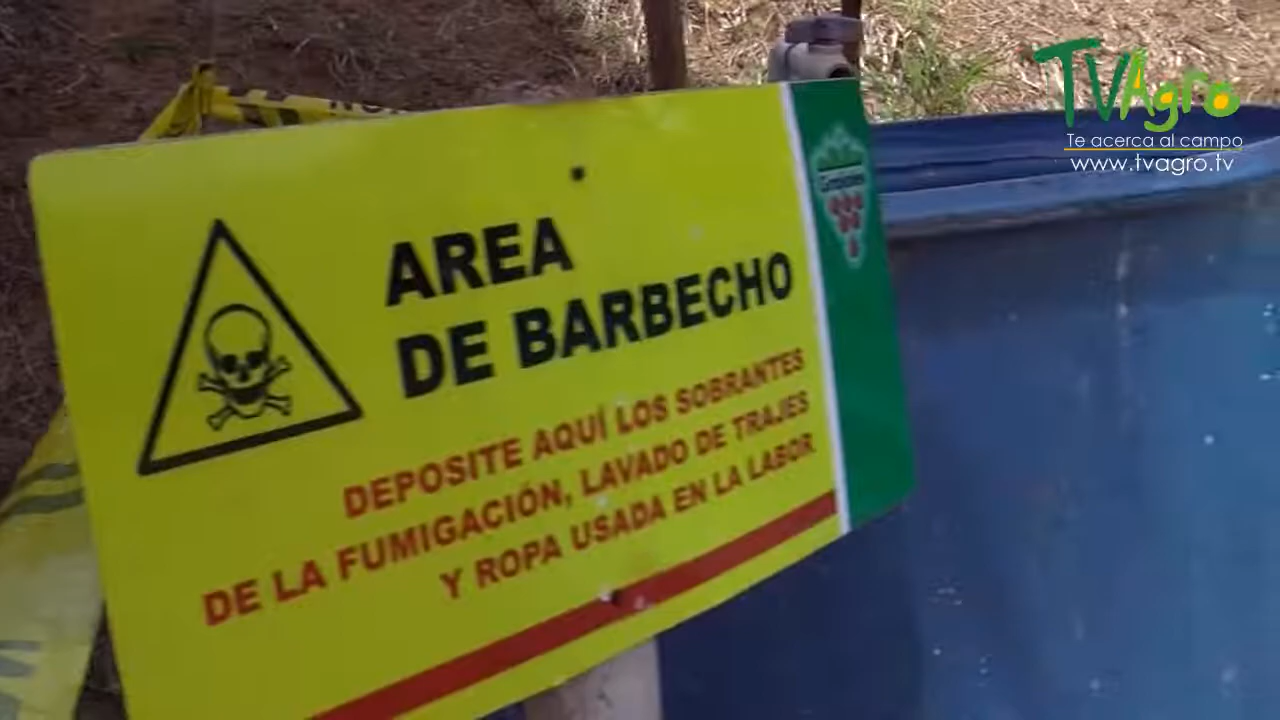 TVAgro
Te acerca al campo
www.tvagro.tv
AREA
DE BARBECHO
DEPOSITE AQUÍ LOS SOBRANTES
DE LA FUMIGACIÓN, LAVADO DE TRAJES
Y ROPA USADA EN LA LABOR